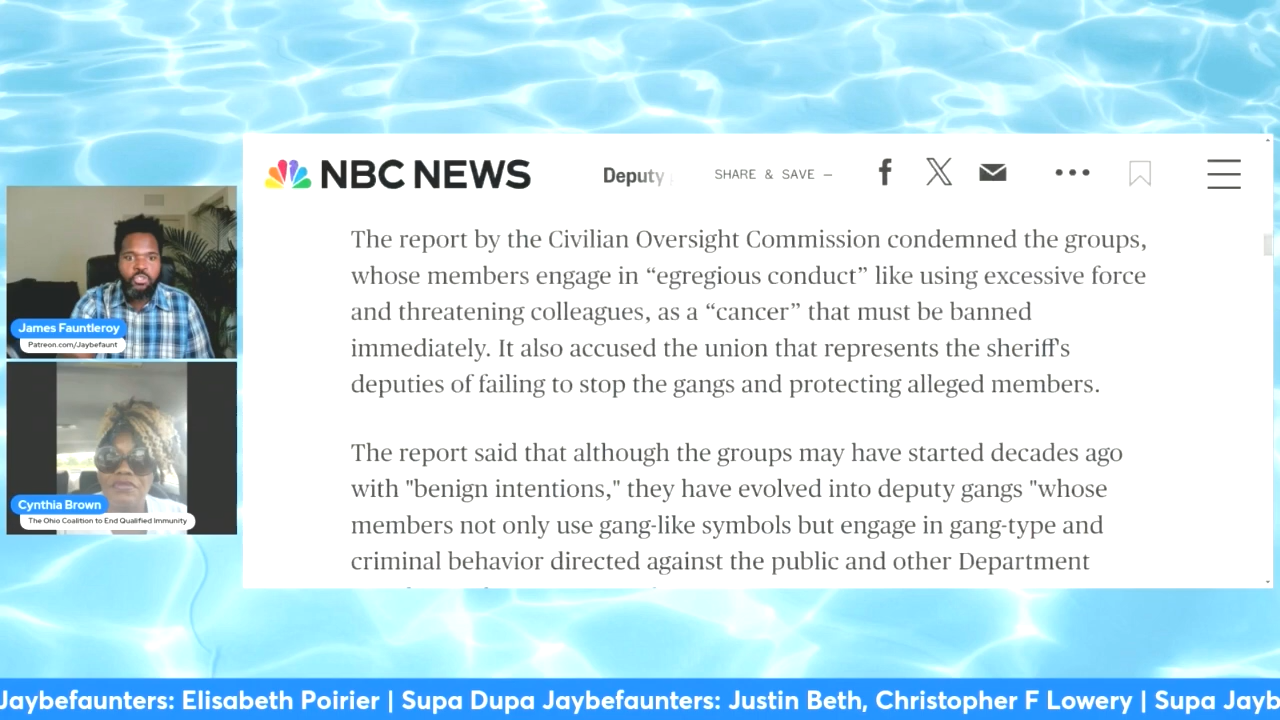 NBC NEWS
Deputy
SHARE & SAVE —
The report by the Civilian Oversight Commission condemned the groups,
whose members engage in “egregious conduct” like using excessive force
and threatening colleagues, as a “cancer” that must be banned
immediately. It also accused the union that represents the sheriff's
deputies of failing to stop the gangs and protecting alleged members.
The report said that although the groups may have started decades ago
with "benign intentions," they have evolved into deputy gangs "whose
members not only use gang-like symbols but engage in gang-type and
criminal behavior directed against the public and other Department
James Fauntleroy
Patreon.com/Jaybefaunt
Cynthia Brown
The Ohio Coalition to End Qualified Immunity
Jaybefaunters: Elisabeth Poirier | Supa Dupa Jaybefaunters: Justin Beth, Christopher F Lowery | Supa Jayb